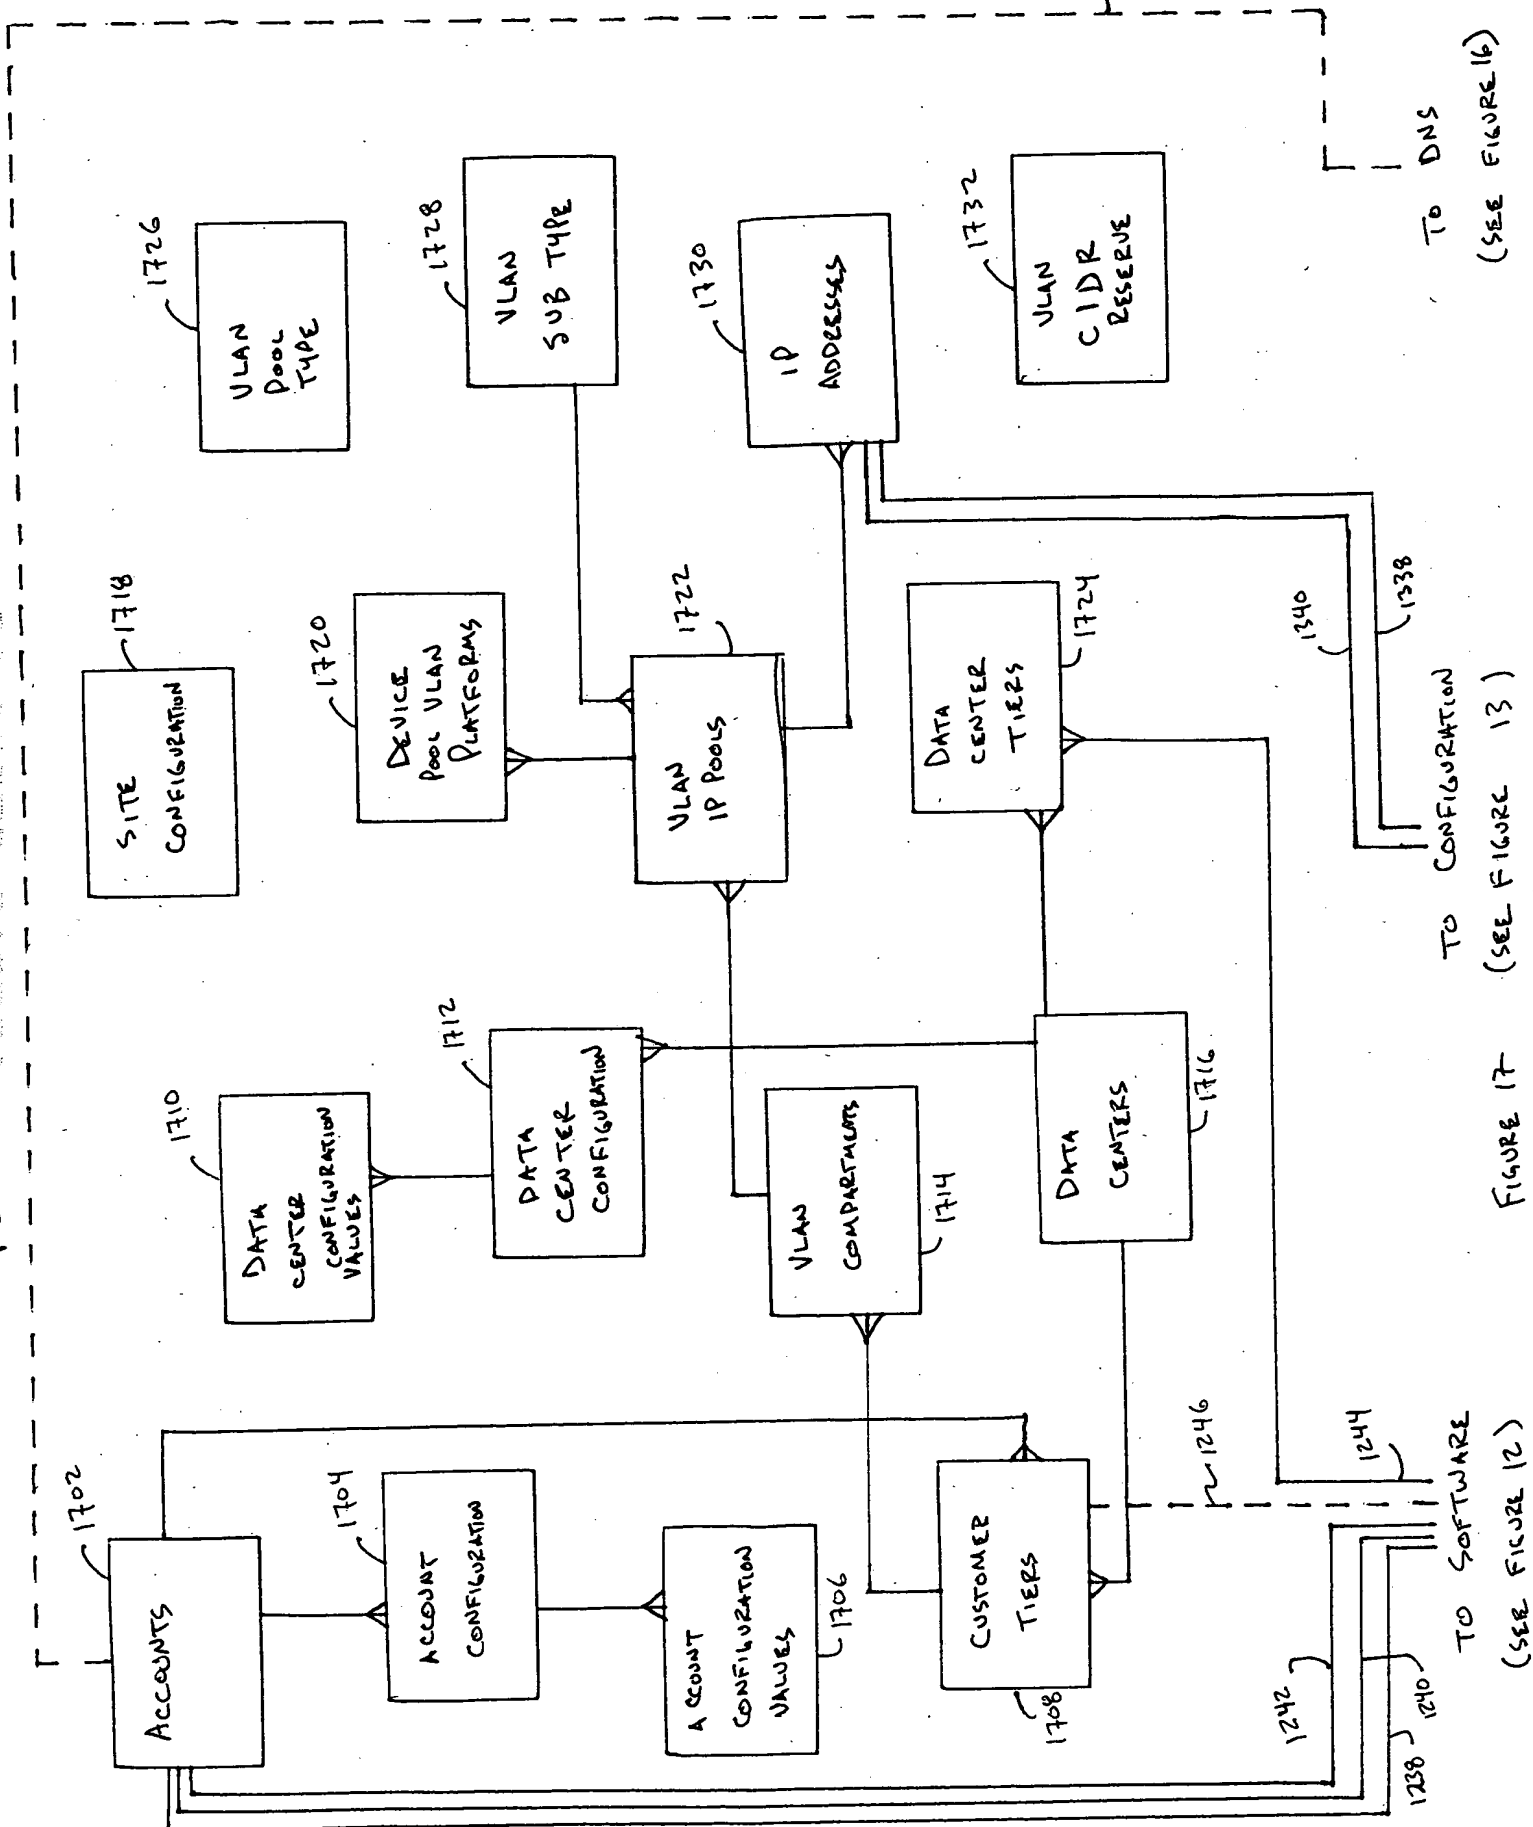 1702
ACCOUNTS
1704
ACCOUNT
CONFIGURATION
1706
ACCOUNT
CONFIGURATION
VALUES
1708
CUSTOMER
TIERS
1710
DATA
CENTER
CONFIGURATION
VALUES
1712
DATA
CENTER
CONFIGURATION
1714
VLAN
COMPARTMENTS
1716
DATA
CENTERS
1718
SITE
CONFIGURATION
1720
DEVICE
POOL VLAN
PLATFORMS
1722
VLAN
IP POOLS
1724
DATA
CENTER
TIERS
1726
VLAN
POOL
TYPE
1728
VLAN
SUB TYPE
1730
IP
ADDRESSES
1732
VLAN
CIDR
RESERVE
1242
1240
1238
1246
1244
1340
1338
TO SOFTWARE
(SEE FIGURE 12)
TO CONFIGURATION
(SEE FIGURE 13)
TO DNS
(SEE FIGURE 16)
FIGURE 17